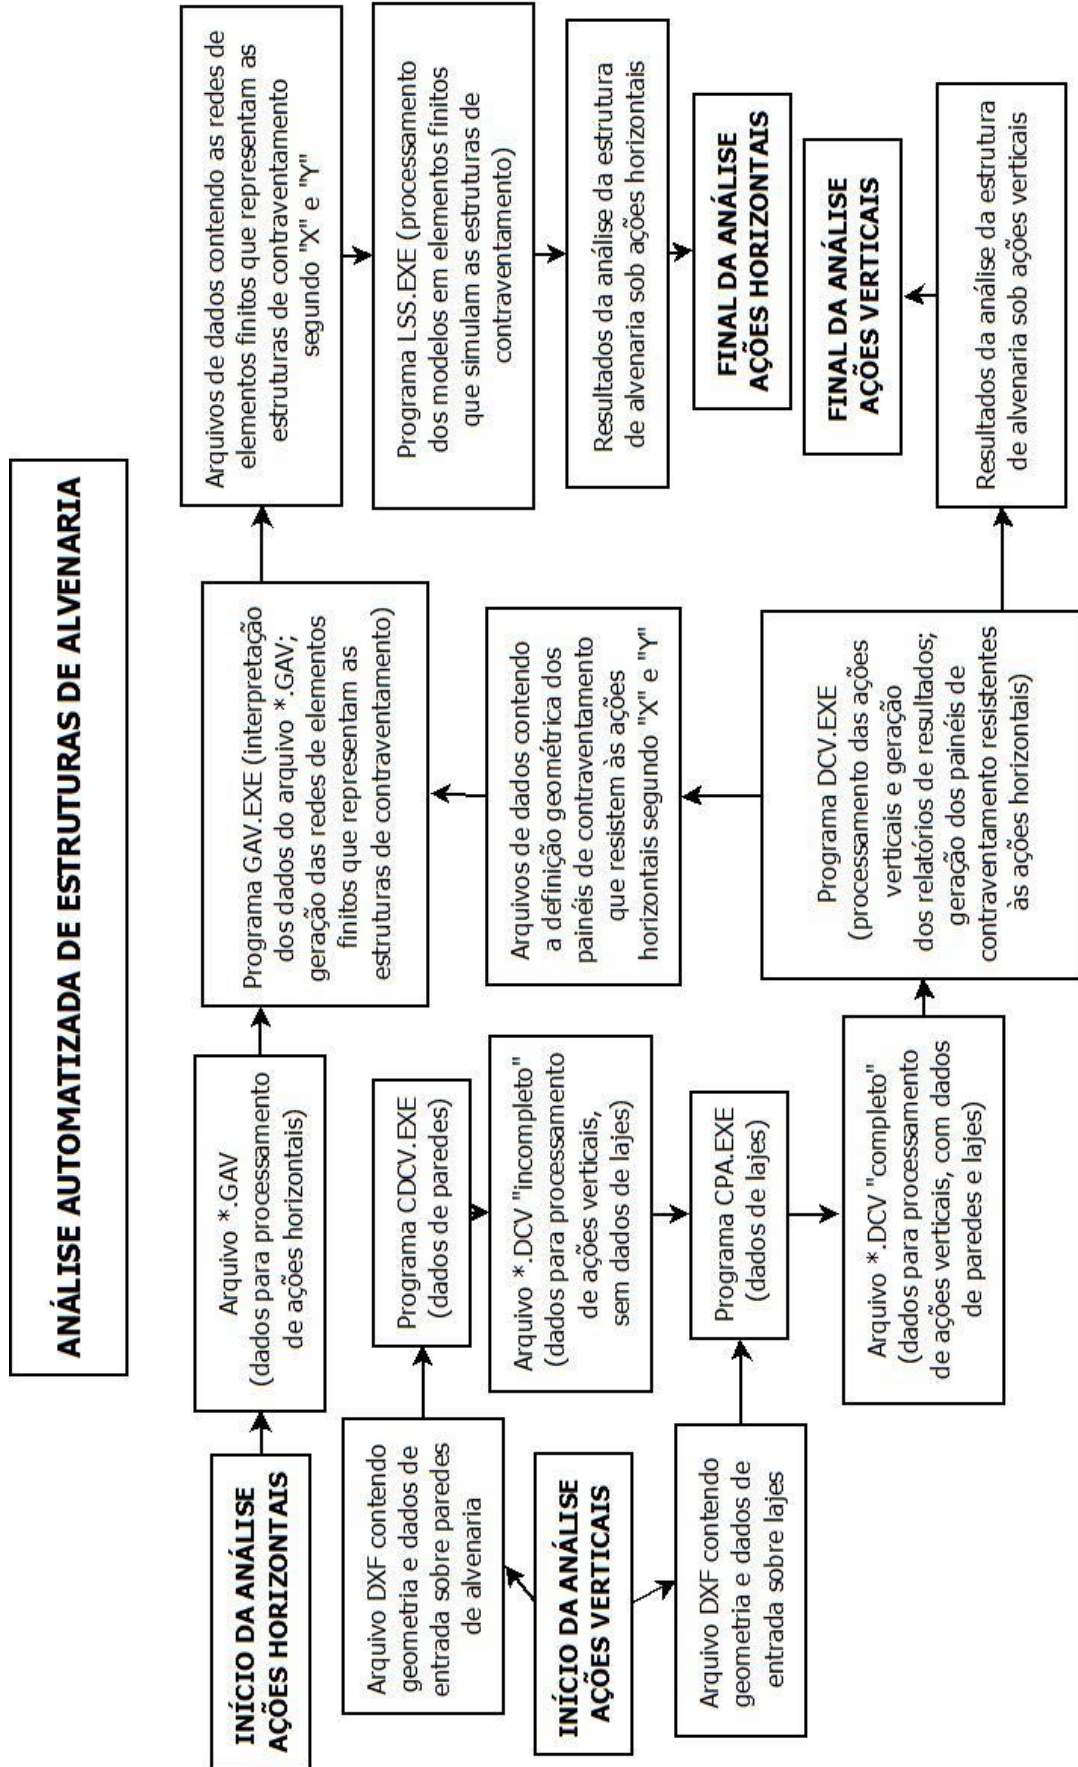 ANÁLISE AUTOMATIZADA DE ESTRUTURAS DE ALVENARIA
INÍCIO DA ANÁLISE
AÇÕES HORIZONTAIS
Arquivo *.GAV
(dados para processamento
de ações horizontais)
Programa GAV.EXE (interpretação
dos dados do arquivo *.GAV;
geração das redes de elementos
finitos que representam as
estruturas de contraventamento)
Arquivos de dados contendo as redes de
elementos finitos que representam as
estruturas de contraventamento
segundo "X" e "Y"
Programa LSS.EXE (processamento
dos modelos em elementos finitos
que simulam as estruturas de
contraventamento)
Resultados da análise da estrutura
de alvenaria sob ações horizontais
FINAL DA ANÁLISE
AÇÕES HORIZONTAIS
INÍCIO DA ANÁLISE
AÇÕES VERTICAIS
Arquivo DXF contendo
geometria e dados de
entrada sobre paredes
de alvenaria
Programa CDCV.EXE
(dados de paredes)
Arquivo *.DCV "incompleto"
(dados para processamento
de ações verticais,
sem dados de lajes)
Arquivo DXF contendo
geometria e dados de
entrada sobre lajes
Programa CPA.EXE
(dados de lajes)
Arquivo *.DCV "completo"
(dados para processamento
de ações verticais, com dados
de paredes e lajes)
Programa DCV.EXE
(processamento das ações
verticais e geração
dos relatórios de resultados;
geração dos painéis de
contraventamento resistentes
às ações horizontais)
Arquivos de dados contendo
a definição geométrica dos
painéis de contraventamento
que resistem às ações
horizontais segundo "X" e "Y"
Resultados da análise da estrutura
de alvenaria sob ações verticais
FINAL DA ANÁLISE
AÇÕES VERTICAIS